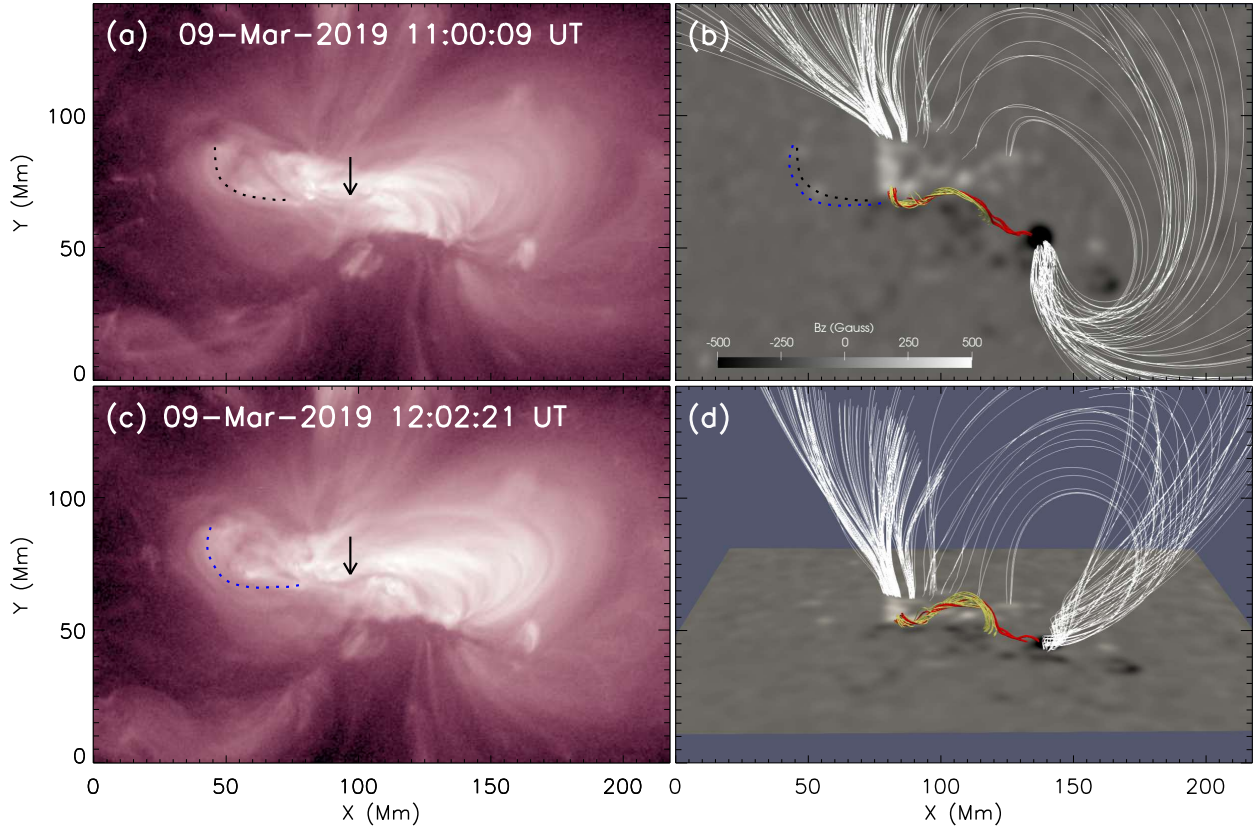 (a) 09-Mar-2019 11:00:09 UT
(b)
Y (Mm)
100
50
0
Bz (Gauss)
-500 -250 0 250 500
(c) 09-Mar-2019 12:02:21 UT
(d)
Y (Mm)
100
50
0
0 50 100 150 200
0 50 100 150 200
X (Mm)
X (Mm)